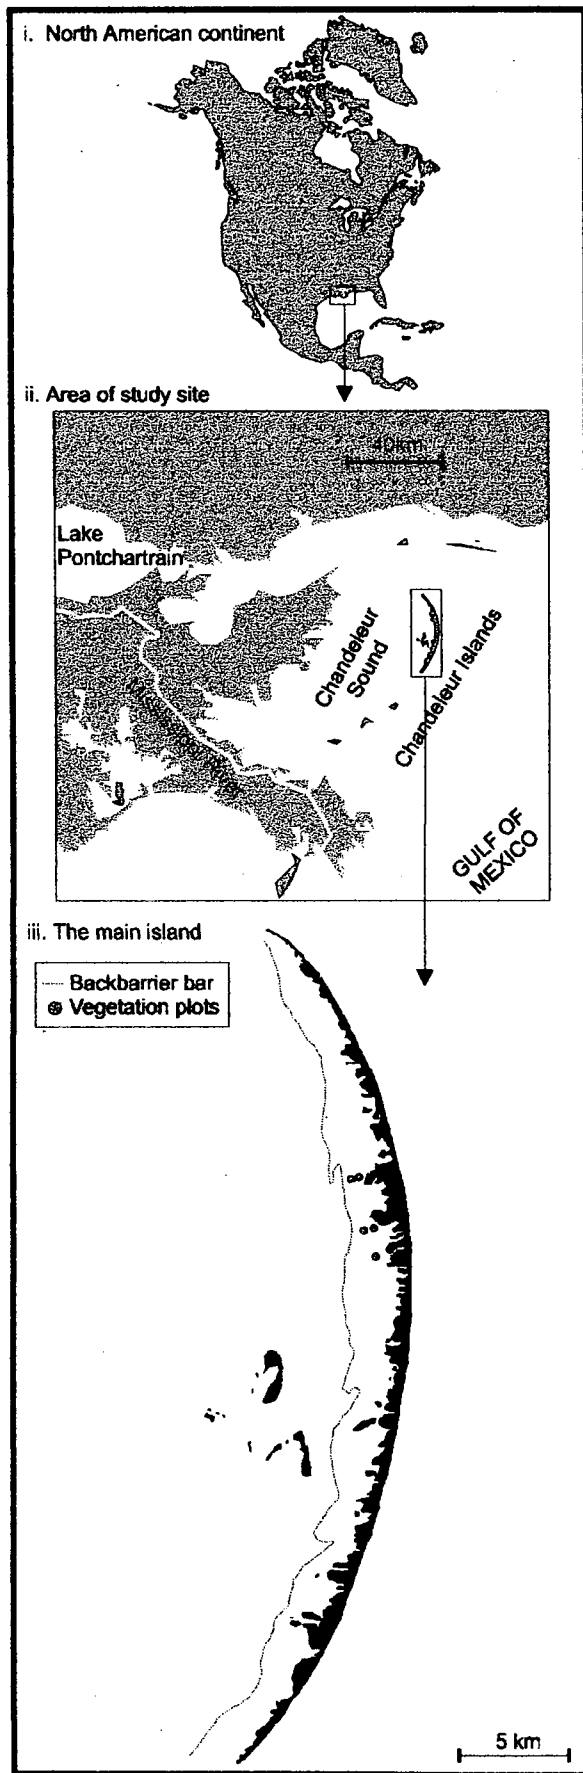 i. North American continent
ii. Area of study site
40km
Lake
Pontchartrain
Mississippi River
Chandeleur
Sound
Chandeleur Islands
GULF OF
MEXICO
iii. The main island
Backbarrier bar
Vegetation plots
5 km